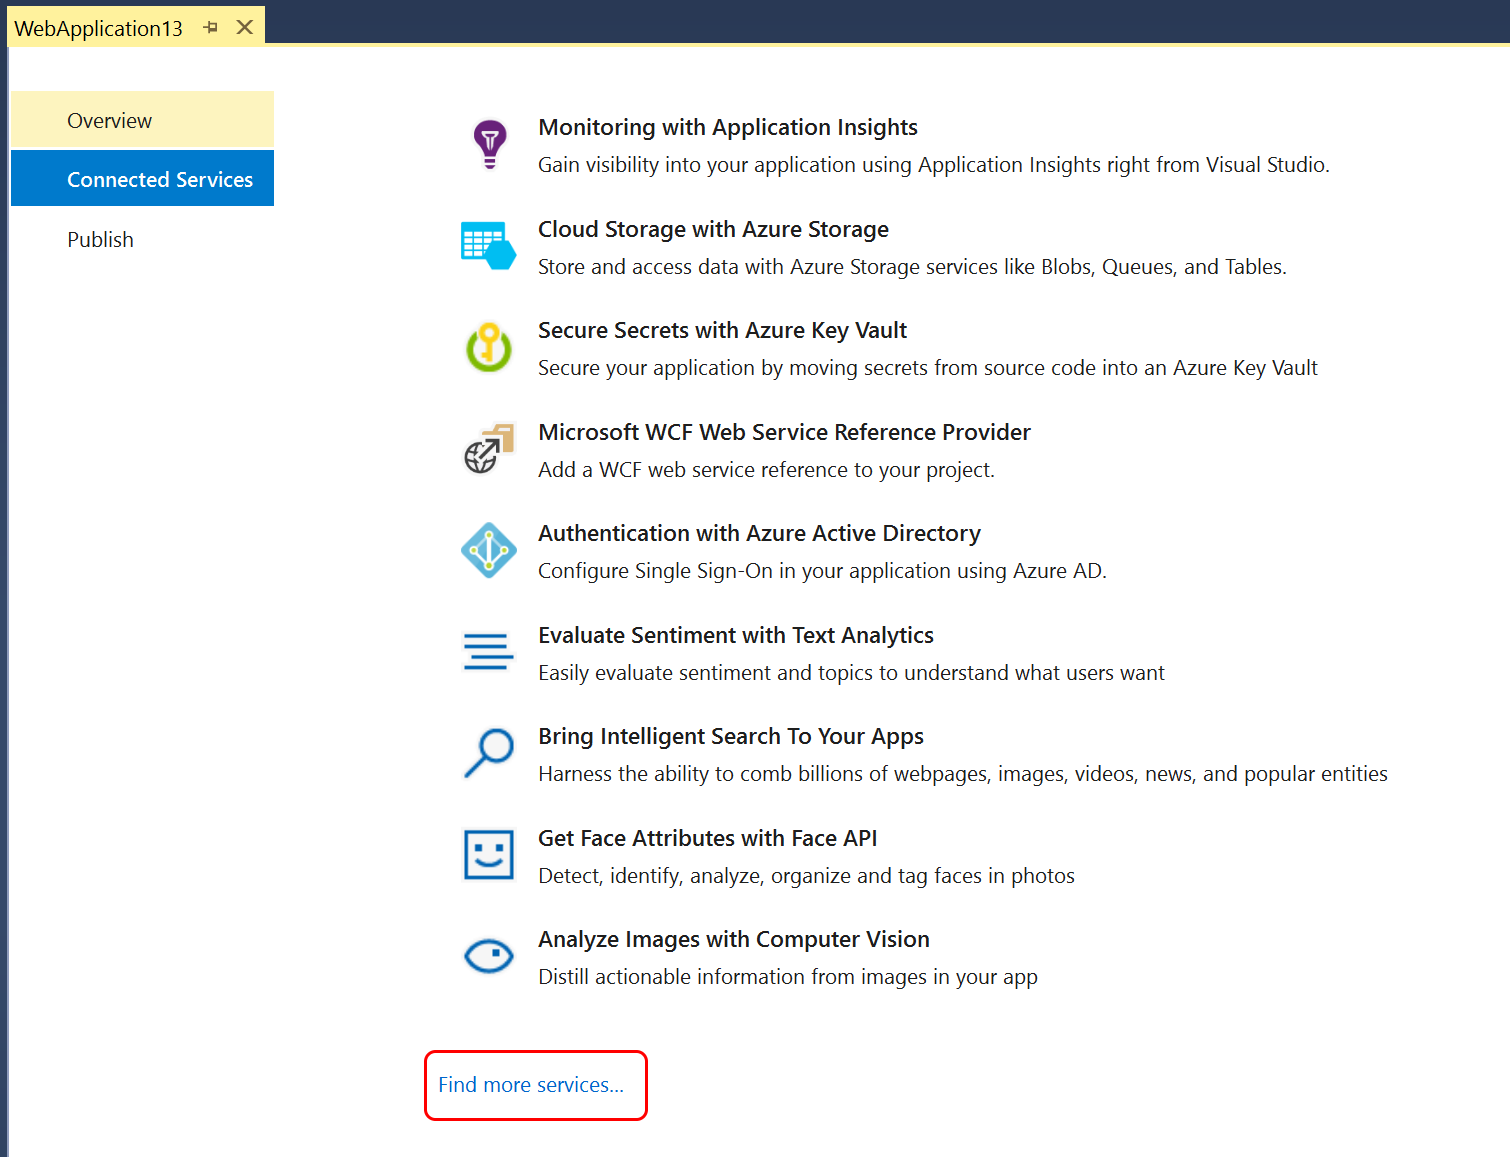 WebApplication13
Overview
Connected Services
Publish
Monitoring with Application Insights
Gain visibility into your application using Application Insights right from Visual Studio.
Cloud Storage with Azure Storage
Store and access data with Azure Storage services like Blobs, Queues, and Tables.
Secure Secrets with Azure Key Vault
Secure your application by moving secrets from source code into an Azure Key Vault
Microsoft WCF Web Service Reference Provider
Add a WCF web service reference to your project.
Authentication with Azure Active Directory
Configure Single Sign-On in your application using Azure AD.
Evaluate Sentiment with Text Analytics
Easily evaluate sentiment and topics to understand what users want
Bring Intelligent Search To Your Apps
Harness the ability to comb billions of webpages, images, videos, news, and popular entities
Get Face Attributes with Face API
Detect, identify, analyze, organize and tag faces in photos
Analyze Images with Computer Vision
Distill actionable information from images in your app
Find more services...